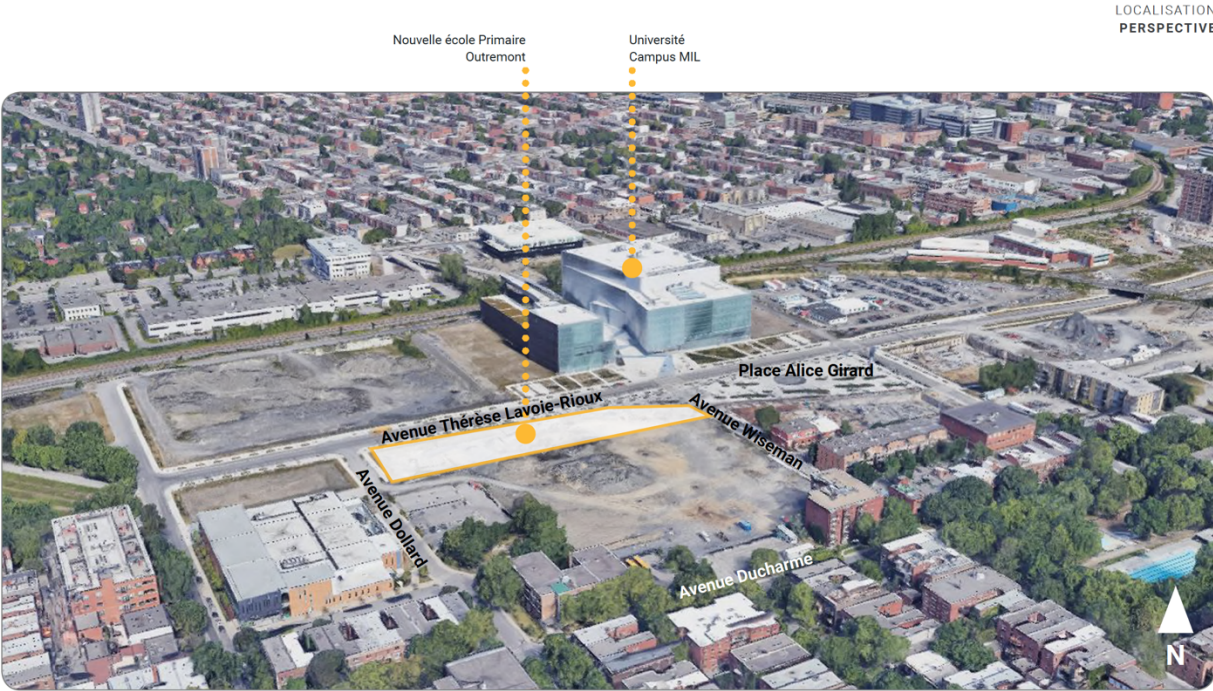 LOCALISATION
PERSPECTIVE
Nouvelle école Primaire
Outremont
Université
Campus MIL
Place Alice Girard
Avenue Thérèse Lavoie-Rioux
Avenue Wiseman
Avenue Dollard
Avenue Ducharme
N